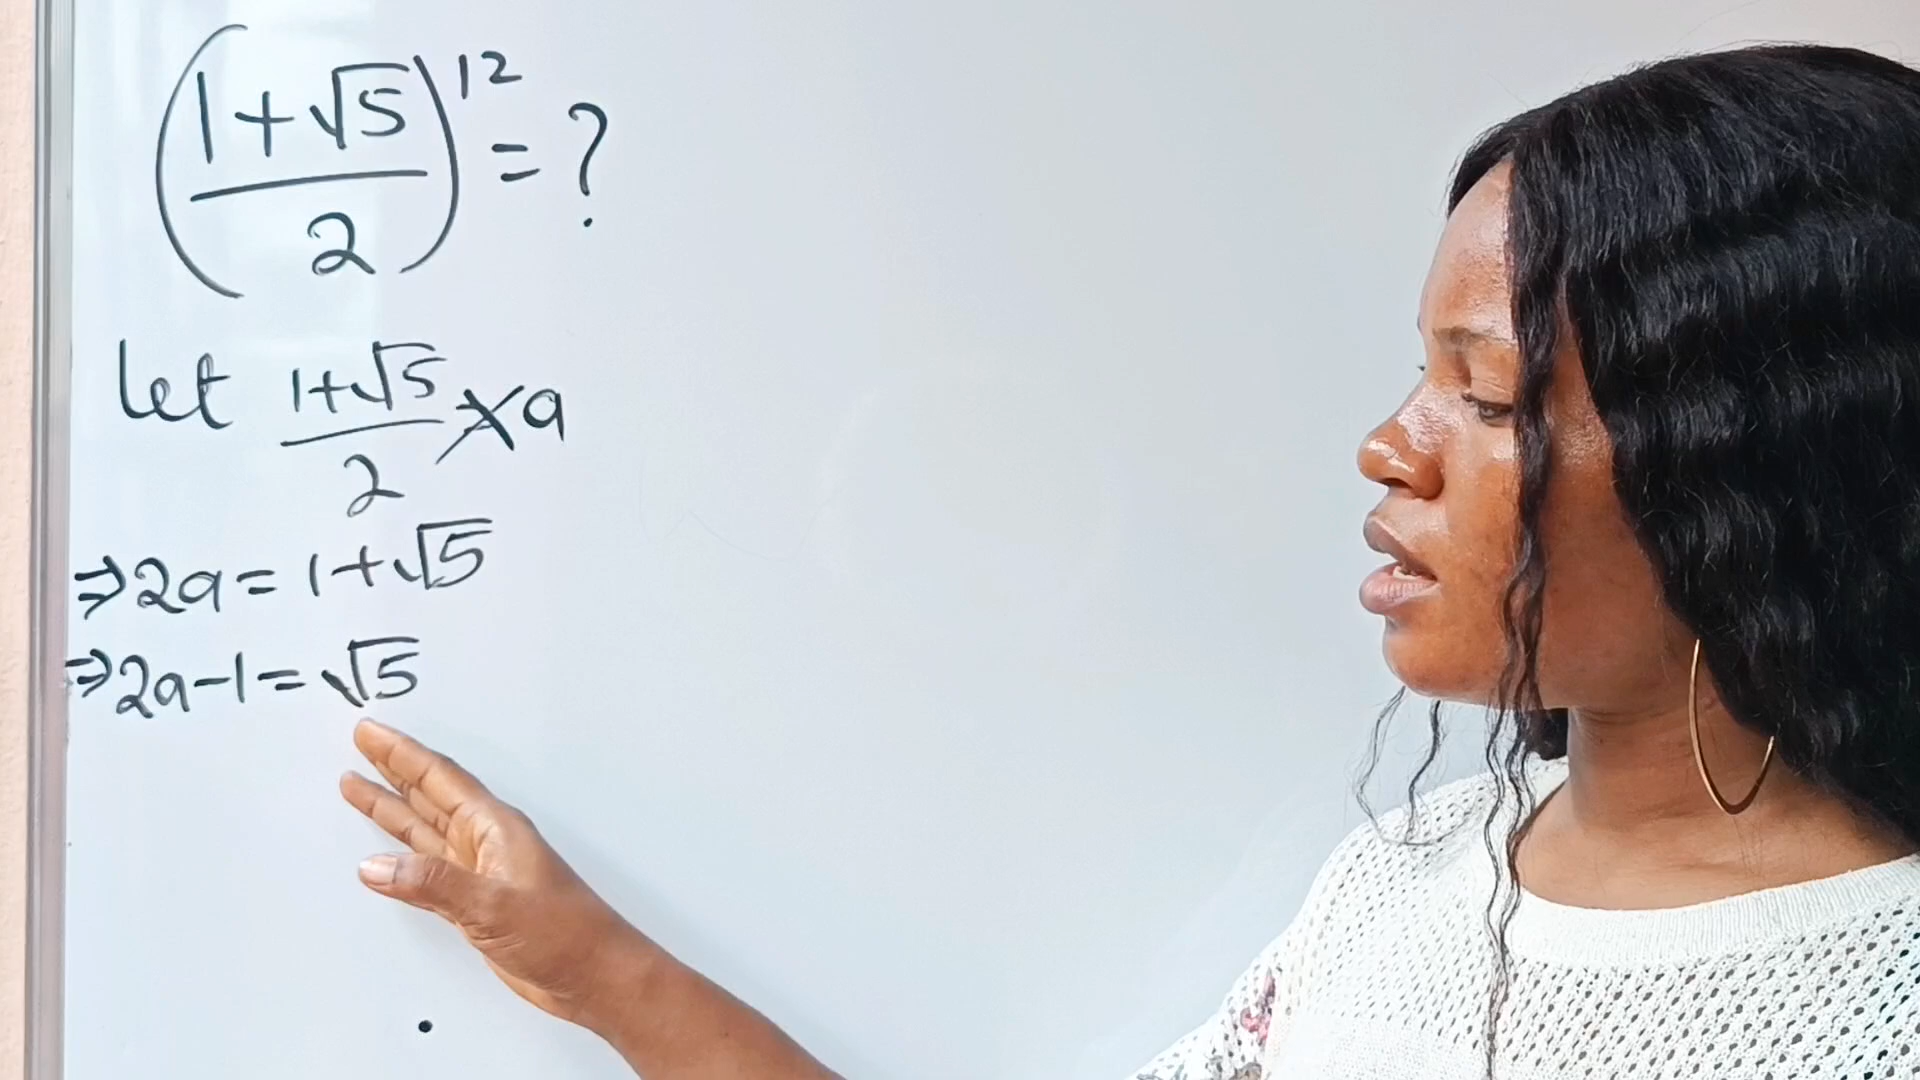 (1+√5/2)^12 = ?
Let 1+√5/2 × a
⇒2a = 1+√5
⇒2a-1=√5